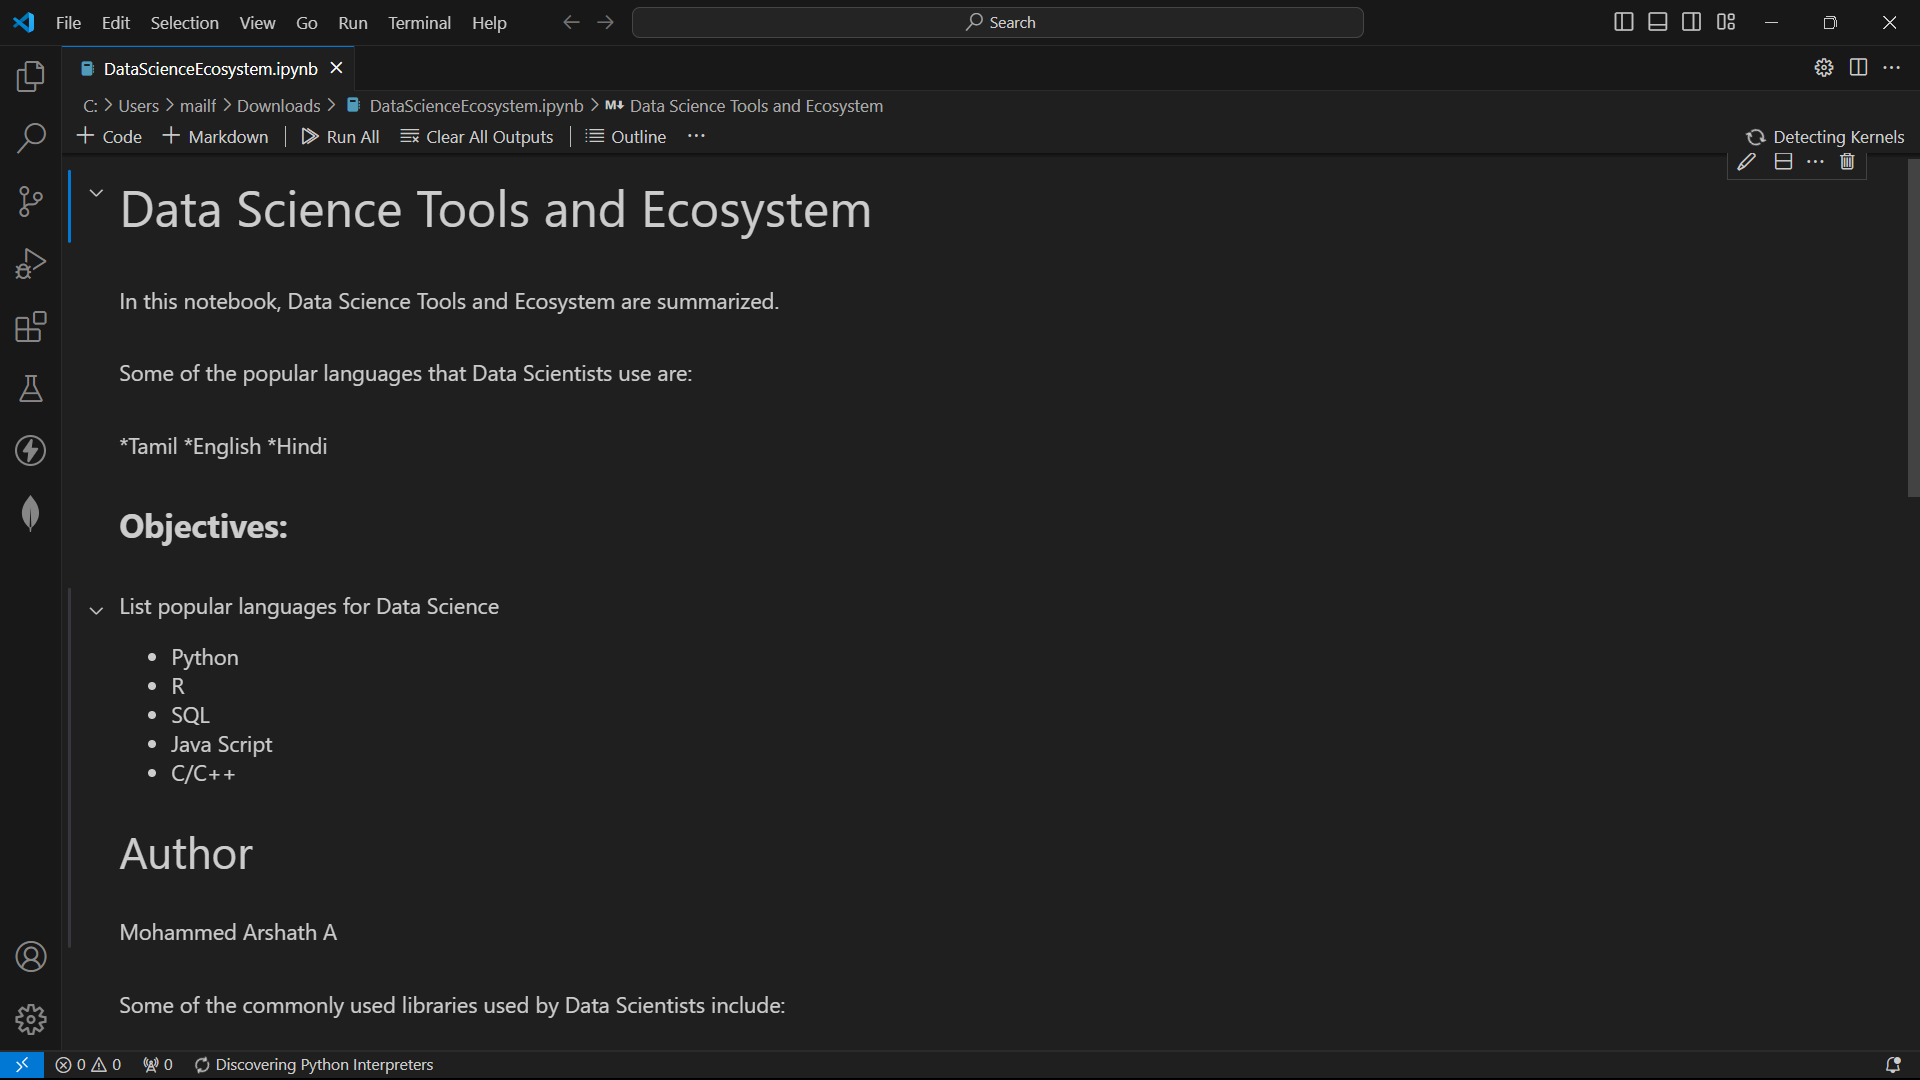 File Edit Selection View Go Run Terminal Help Search
DataScienceEcosystem.ipynb
C: > Users > mailf > Downloads > DataScienceEcosystem.ipynb > M↓ Data Science Tools and Ecosystem
+ Code + Markdown | Run All Clear All Outputs | Outline ··· Detecting Kernels
Data Science Tools and Ecosystem
In this notebook, Data Science Tools and Ecosystem are summarized.
Some of the popular languages that Data Scientists use are:
*Tamil *English *Hindi
Objectives:
List popular languages for Data Science
• Python
• R
• SQL
• Java Script
• C/C++
Author
Mohammed Arshath A
Some of the commonly used libraries used by Data Scientists include:
0 0 0 Discovering Python Interpreters